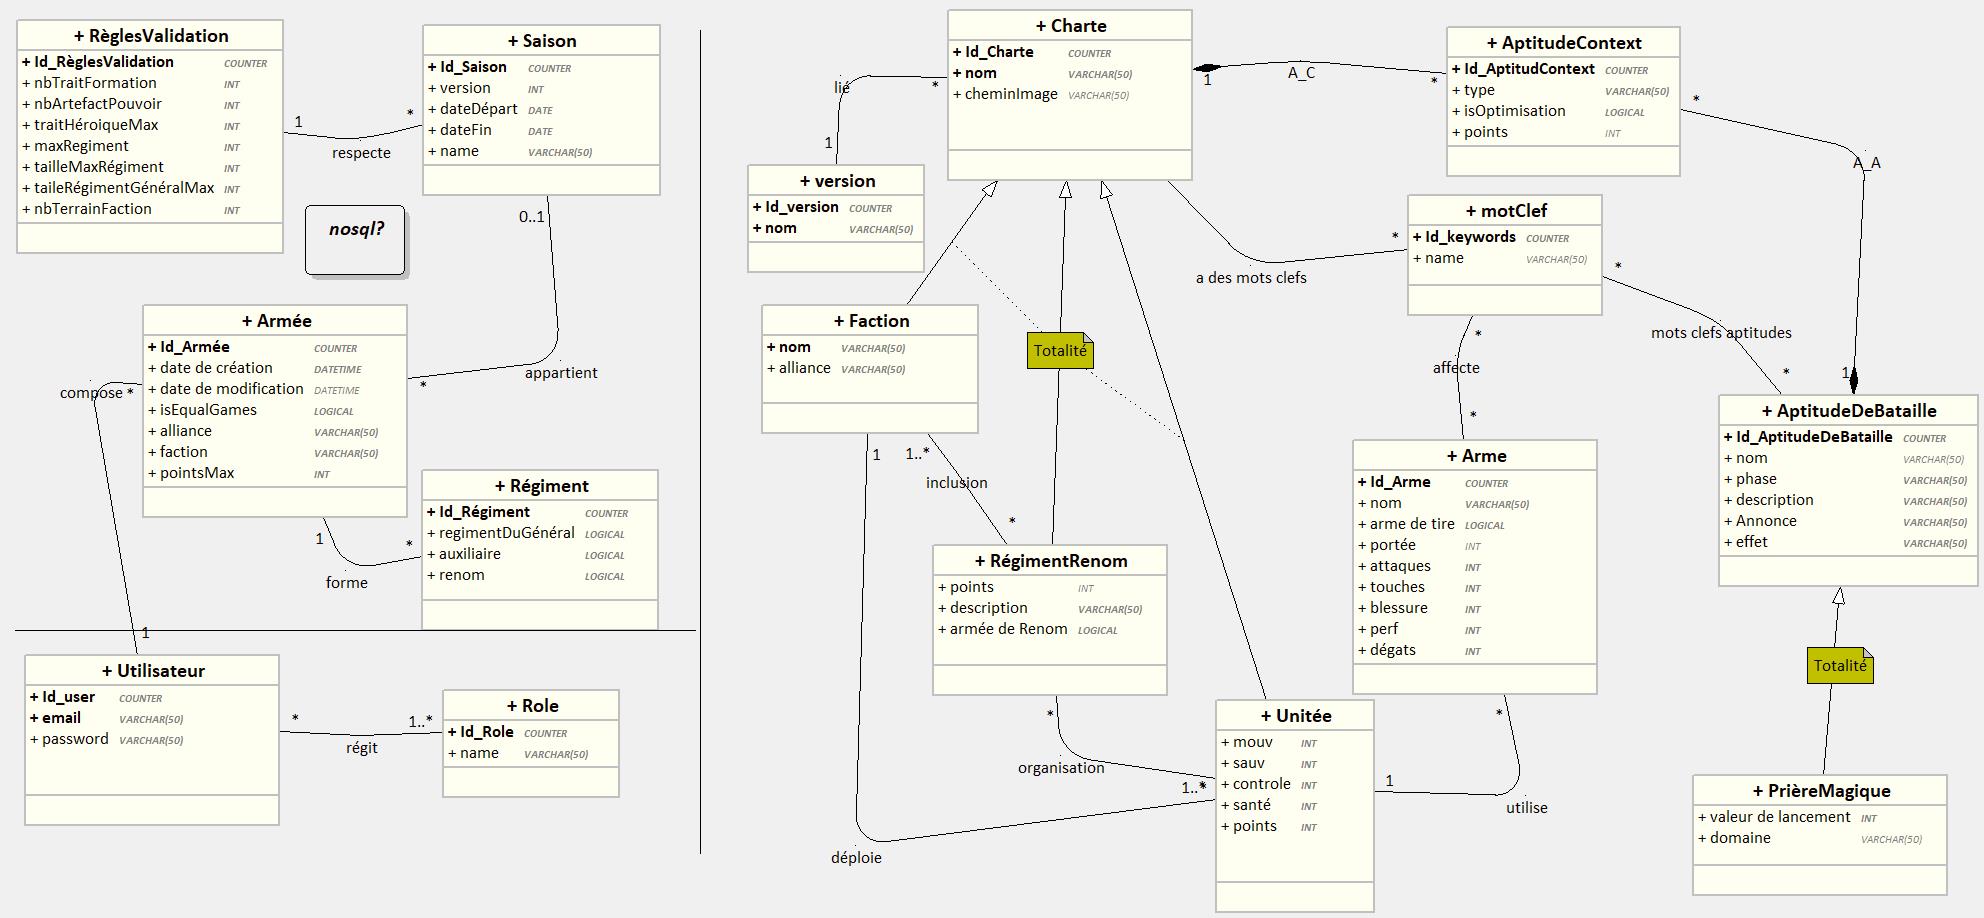 + RèglesValidation
+ Id_RèglesValidation COUNTER
+ nbTraitFormation INT
+ nbArtefactPouvoir INT
+ traitHéroiqueMax INT
+ maxRegiment INT
+ tailleMaxRégiment INT
+ taileRégimentGénéralMax INT
+ nbTerrainFaction INT
1
*
respecte
+ Saison
+ Id_Saison COUNTER
+ version INT
+ dateDépart DATE
+ dateFin DATE
+ name VARCHAR(50)
nosql?
0..1
*
appartient
+ Armée
+ Id_Armée COUNTER
+ date de création DATETIME
+ date de modification DATETIME
+ isEqualGames LOGICAL
+ alliance VARCHAR(50)
+ faction VARCHAR(50)
+ pointsMax INT
compose *
1
1
*
forme
+ Régiment
+ Id_Régiment COUNTER
+ regimentDuGénéral LOGICAL
+ auxiliaire LOGICAL
+ renom LOGICAL
+ Utilisateur
+ Id_user COUNTER
+ email VARCHAR(50)
+ password VARCHAR(50)
*
1..*
régit
+ Role
+ Id_Role COUNTER
+ name VARCHAR(50)
+ Charte
+ Id_Charte COUNTER
+ nom VARCHAR(50)
+ cheminImage VARCHAR(50)
lié
*
1
+ version
+ Id_version COUNTER
+ nom VARCHAR(50)
1
A_C
*
+ AptitudeContext
+ Id_AptitudContext COUNTER
+ type VARCHAR(50)
+ isOptimisation LOGICAL
+ points INT
*
A_A
1
+ motClef
+ Id_keywords COUNTER
+ name VARCHAR(50)
*
a des mots clefs
*
mots clefs aptitudes
*
*
affecte
*
+ Faction
+ nom VARCHAR(50)
+ alliance VARCHAR(50)
Totalité
1
1..*
inclusion
*
+ RégimentRenom
+ points INT
+ description VARCHAR(50)
+ armée de Renom LOGICAL
*
organisation
1..*
*
déploie
+ Unitée
+ mouv INT
+ sauv INT
+ controle INT
+ santé INT
+ points INT
1
*
utilise
+ Arme
+ Id_Arme COUNTER
+ nom VARCHAR(50)
+ arme de tire LOGICAL
+ portée INT
+ attaques INT
+ touches INT
+ blessure INT
+ perf INT
+ dégats INT
+ AptitudeDeBataille
+ Id_AptitudeDeBataille COUNTER
+ nom VARCHAR(50)
+ phase VARCHAR(50)
+ description VARCHAR(50)
+ Annonce VARCHAR(50)
+ effet VARCHAR(50)
Totalité
+ PrièreMagique
+ valeur de lancement INT
+ domaine VARCHAR(50)